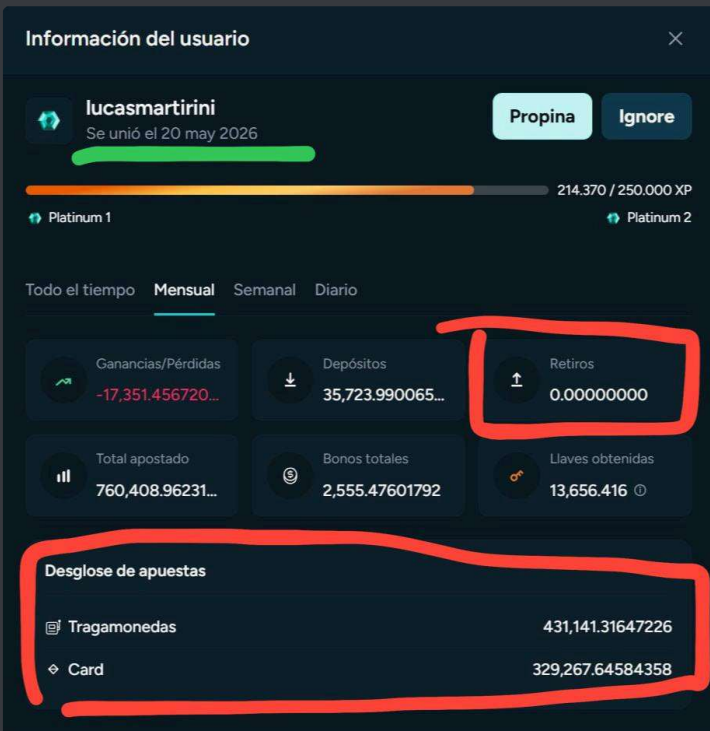 Información del usuario
lucasmartirini
Se unió el 20 may 2026
Propina
Ignore
214.370 / 250.000 XP
Platinum 1
Platinum 2
Todo el tiempo Mensual Semanal Diario
Ganancias/Pérdidas
-17,351.456720...
Depósitos
35,723.990065...
Retiros
0.00000000
Total apostado
760,408.96231...
Bonos totales
2,555.47601792
Llaves obtenidas
13,656.416
Desglose de apuestas
Tragamonedas 431,141.31647226
Card 329,267.64584358